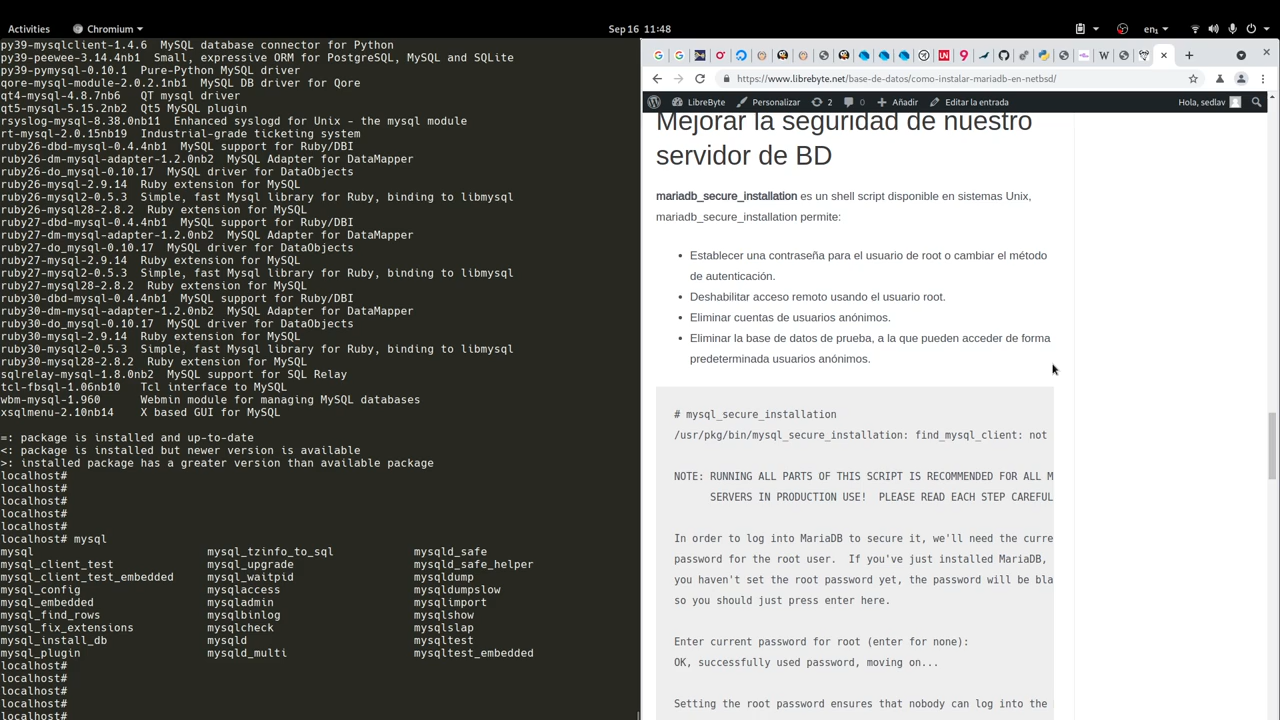 Activities
Chromium
Sep 16 11:48
en₁
py39-mysqlclient-1.4.6  MySQL database connector for Python
py39-peewee-3.14.4nb1  Small, expressive ORM for PostgreSQL, MySQL and SQLite
py39-pymysql-0.10.1  Pure-Python MySQL driver
qore-mysql-module-2.0.2.1nb1  MySQL DB driver for Qore
qt4-mysql-4.8.7nb6  QT mysql driver
qt5-mysql-5.15.2nb2  Qt5 MySQL plugin
rsyslog-mysql-8.38.0nb11  Enhanced syslogd for Unix - the mysql module
rt-mysql-2.0.15nb19  Industrial-grade ticketing system
ruby26-dbd-mysql-0.4.4nb1  MySQL support for Ruby/DBI
ruby26-dm-mysql-adapter-1.2.0nb2  MySQL Adapter for DataMapper
ruby26-do_mysql-0.10.17  MySQL driver for DataObjects
ruby26-mysql-2.9.14  Ruby extension for MySQL
ruby26-mysql2-0.5.3  Simple, fast Mysql library for Ruby, binding to libmysql
ruby26-mysql28-2.8.2  Ruby extension for MySQL
ruby27-dbd-mysql-0.4.4nb1  MySQL support for Ruby/DBI
ruby27-dm-mysql-adapter-1.2.0nb2  MySQL Adapter for DataMapper
ruby27-do_mysql-0.10.17  MySQL driver for DataObjects
ruby27-mysql-2.9.14  Ruby extension for MySQL
ruby27-mysql2-0.5.3  Simple, fast Mysql library for Ruby, binding to libmysql
ruby27-mysql28-2.8.2  Ruby extension for MySQL
ruby30-dbd-mysql-0.4.4nb1  MySQL support for Ruby/DBI
ruby30-dm-mysql-adapter-1.2.0nb2  MySQL Adapter for DataMapper
ruby30-do_mysql-0.10.17  MySQL driver for DataObjects
ruby30-mysql-2.9.14  Ruby extension for MySQL
ruby30-mysql2-0.5.3  Simple, fast Mysql library for Ruby, binding to libmysql
ruby30-mysql28-2.8.2  Ruby extension for MySQL
sqlrelay-mysql-1.8.0nb2  MySQL support for SQL Relay
tcl-fbsql-1.06nb10   Tcl interface to MySQL
wbm-mysql-1.960      Webmin module for managing MySQL databases
xsqlmenu-2.10nb14    X based GUI for MySQL
=: package is installed and up-to-date
<: package is installed but newer version is available
>: installed package has a greater version than available package
localhost#
localhost#
localhost#
localhost#
localhost#
localhost# mysql
mysql mysql_tzinfo_to_sql mysqld_safe
mysql_client_test mysql_upgrade mysqld_safe_helper
mysql_client_test_embedded mysql_waitpid mysqldump
mysql_config mysqlaccess mysqldumpslow
mysql_embedded mysqladmin mysqlimport
mysql_find_rows mysqlbinlog mysqlshow
mysql_fix_extensions mysqlcheck mysqlslap
mysql_install_db mysqld mysqltest
mysql_plugin mysqld_multi mysqltest_embedded
localhost#
localhost#
localhost#
localhost#
localhost#
https://www.librebyte.net/base-de-datos/como-instalar-mariadb-en-netbsd/
LibreByte Personalizar 2 0 Añadir Editar la entrada Hola, sedlav
Mejorar la seguridad de nuestro
servidor de BD
mariadb_secure_installation es un shell script disponible en sistemas Unix,
mariadb_secure_installation permite:
• Establecer una contraseña para el usuario de root o cambiar el método
de autenticación.
• Deshabilitar acceso remoto usando el usuario root.
• Eliminar cuentas de usuarios anónimos.
• Eliminar la base de datos de prueba, a la que pueden acceder de forma
predeterminada usuarios anónimos.
# mysql_secure_installation
/usr/pkg/bin/mysql_secure_installation: find_mysql_client: not
NOTE: RUNNING ALL PARTS OF THIS SCRIPT IS RECOMMENDED FOR ALL M
SERVERS IN PRODUCTION USE!  PLEASE READ EACH STEP CAREFUL
In order to log into MariaDB to secure it, we'll need the curre
password for the root user.  If you've just installed MariaDB,
you haven't set the root password yet, the password will be bla
so you should just press enter here.
Enter current password for root (enter for none):
OK, successfully used password, moving on...
Setting the root password ensures that nobody can log into the